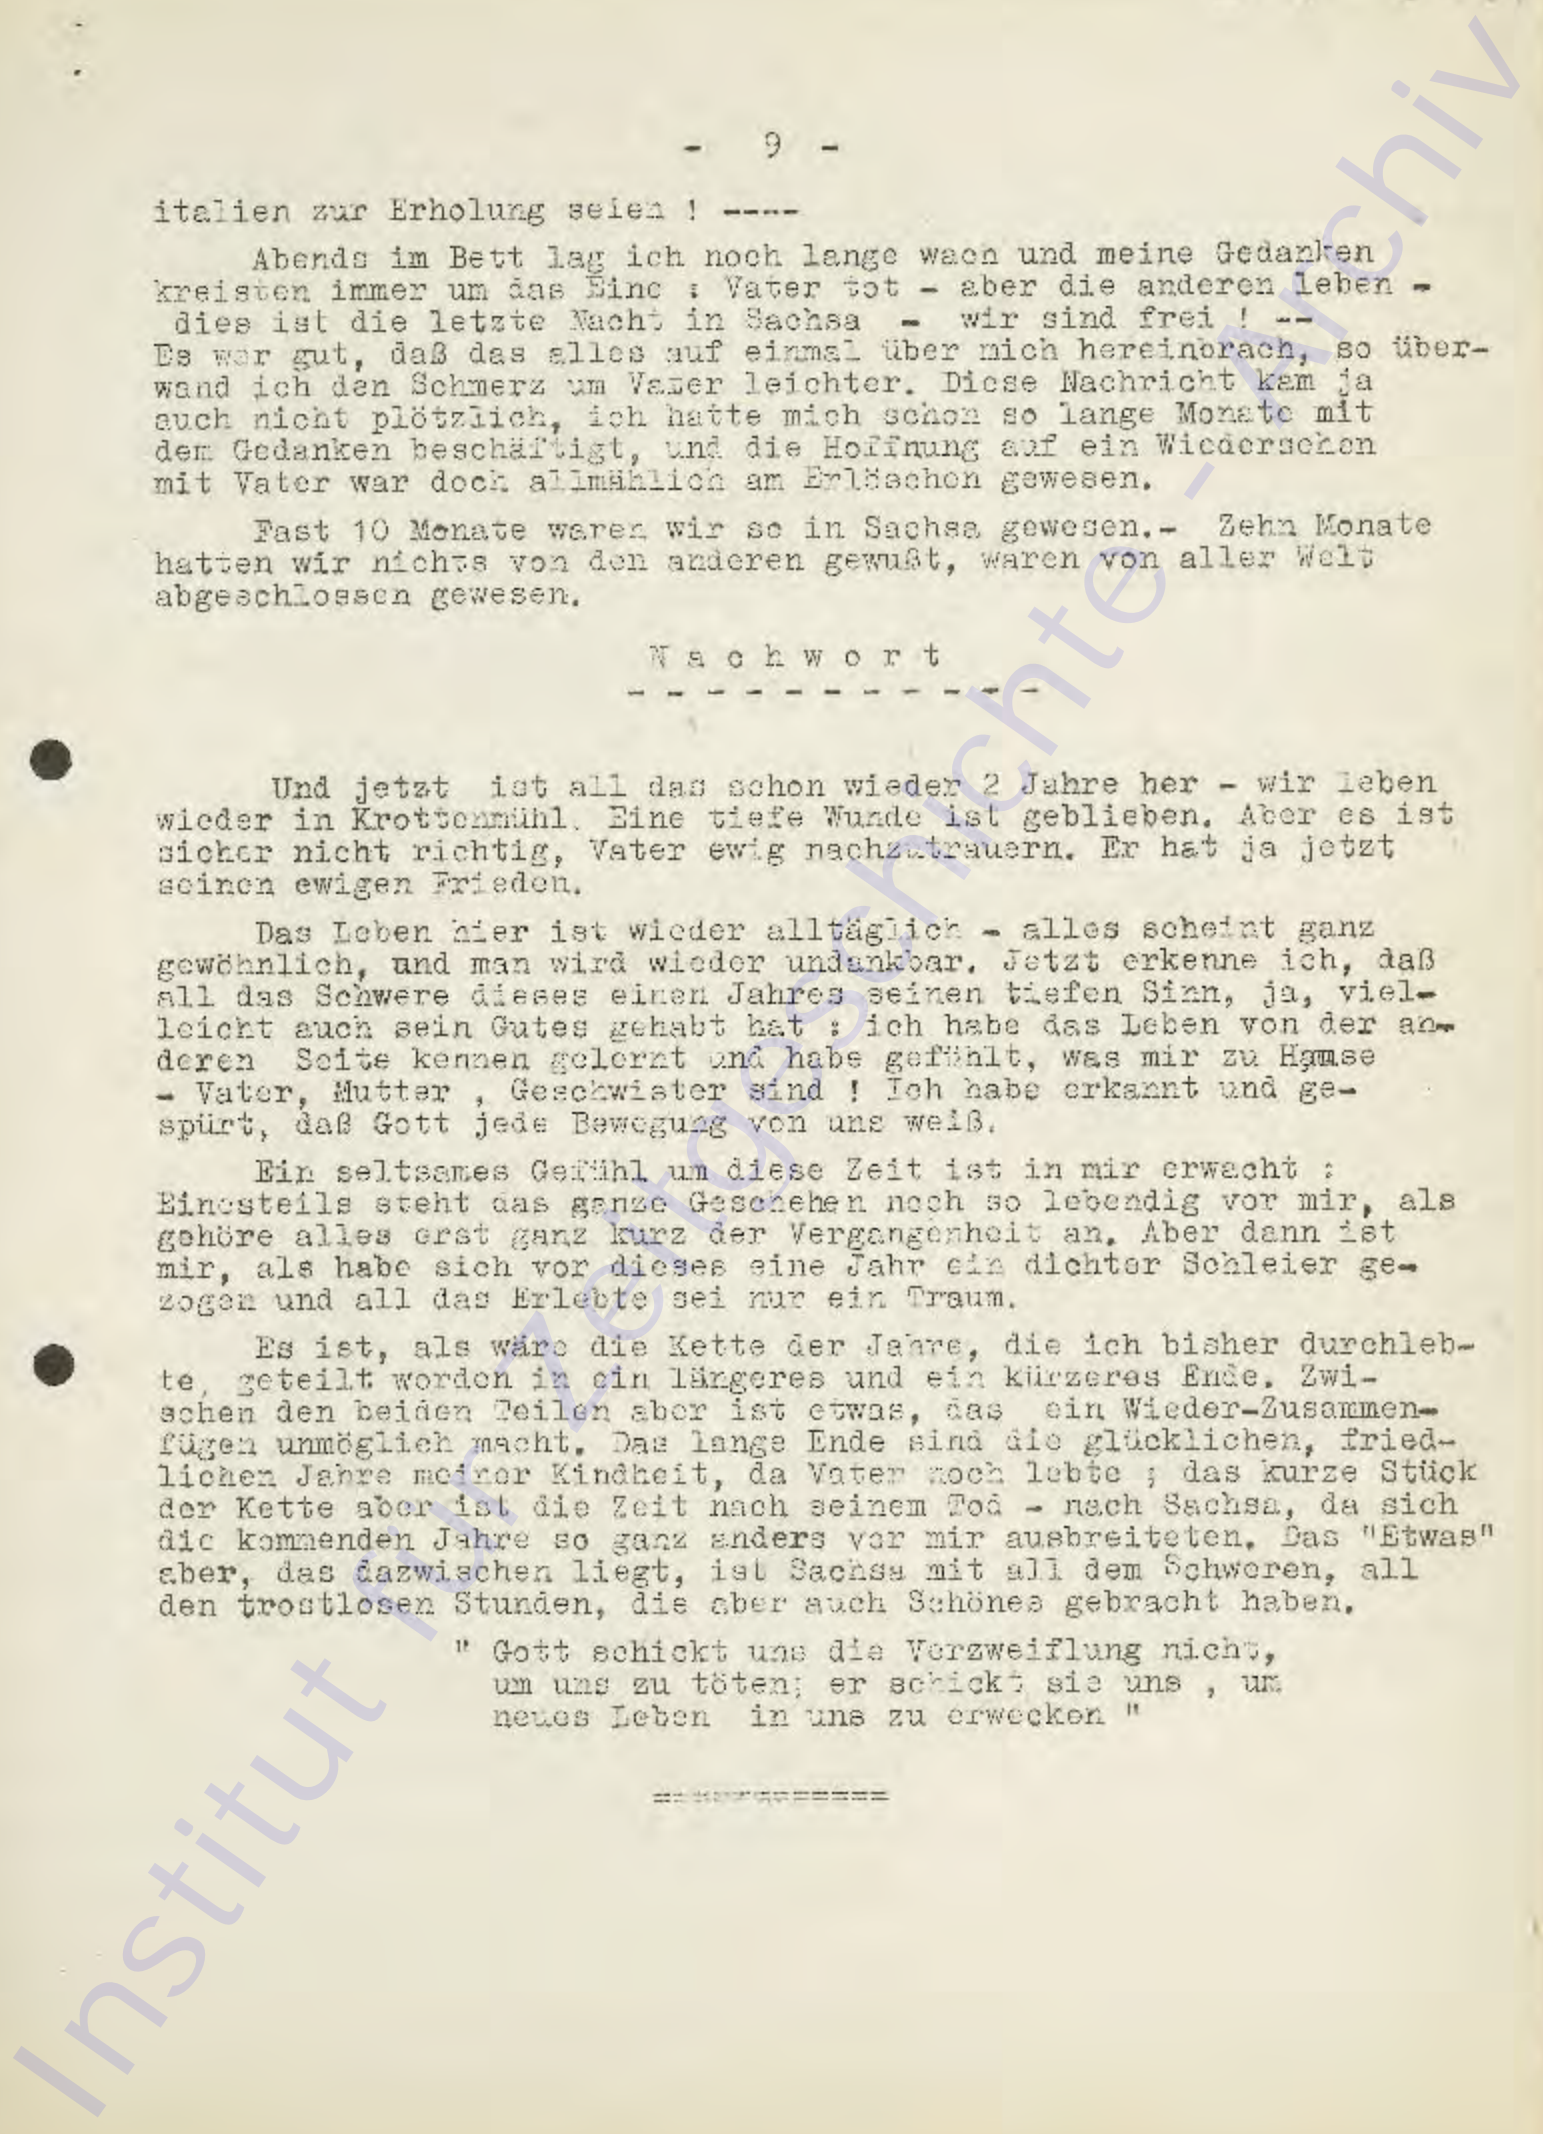 - 9 -
italien zur Erholung seien ! ----
Abends im Bett lag ich noch lange wach und meine Gedanken
kreisten immer um das Eine : Vater tot - aber die anderen leben -
dies ist die letzte Nacht in Sachsa - wir sind frei ! --
Es war gut, daß das alles auf einmal über mich hereinbrach, so über-
wand ich den Schmerz um Vater leichter. Diese Nachricht kam ja
auch nicht plötzlich, ich hatte mich schon so lange Monate mit
dem Gedanken beschäftigt, und die Hoffnung auf ein Wiedersehen
mit Vater war doch allmählich am Erlöschen gewesen.
Fast 10 Monate waren wir so in Sachsa gewesen.- Zehn Monate
hatten wir nichts von den anderen gewußt, waren von aller Welt
abgeschlossen gewesen.
N a c h w o r t
- - - - - - - - - - -
Und jetzt ist all das schon wieder 2 Jahre her - wir leben
wieder in Krottenmühl. Eine tiefe Wunde ist geblieben. Aber es ist
sicher nicht richtig, Vater ewig nachzutrauern. Er hat ja jetzt
seinen ewigen Frieden.
Das Leben hier ist wieder alltäglich - alles scheint ganz
gewöhnlich, und man wird wieder undankbar. Jetzt erkenne ich, daß
all das Schwere dieses einen Jahres seinen tiefen Sinn, ja, viel-
leicht auch sein Gutes gehabt hat : ich habe das Leben von der an-
deren Seite kennen gelernt und habe gefühlt, was mir zu Hause
- Vater, Mutter , Geschwister sind ! Ich habe erkannt und ge-
spürt, daß Gott jede Bewegung von uns weiß.
Ein seltsames Gefühl um diese Zeit ist in mir erwacht :
Einesteils steht das ganze Geschehen noch so lebendig vor mir, als
gehöre alles erst ganz kurz der Vergangenheit an. Aber dann ist
mir, als habe sich vor dieses eine Jahr ein dichter Schleier ge-
zogen und all das Erlebte sei nur ein Traum.
Es ist, als wäre die Kette der Jahre, die ich bisher durchleb-
te, geteilt worden in ein längeres und ein kürzeres Ende. Zwi-
schen den beiden Teilen aber ist etwas, das ein Wieder-Zusammen-
fügen unmöglich macht. Das lange Ende sind die glücklichen, fried-
lichen Jahre meiner Kindheit, da Vater noch lebte ; das kurze Stück
der Kette aber ist die Zeit nach seinem Tod - nach Sachsa, da sich
die kommenden Jahre so ganz anders vor mir ausbreiteten. Das "Etwas"
aber, das dazwischen liegt, ist Sachsa mit all dem Schweren, all
den trostlosen Stunden, die aber auch Schönes gebracht haben.
" Gott schickt uns die Verzweiflung nicht,
um uns zu töten; er schickt sie uns , um
neues Leben in uns zu erwecken "
============
Institut für Zeitgeschichte - Archiv